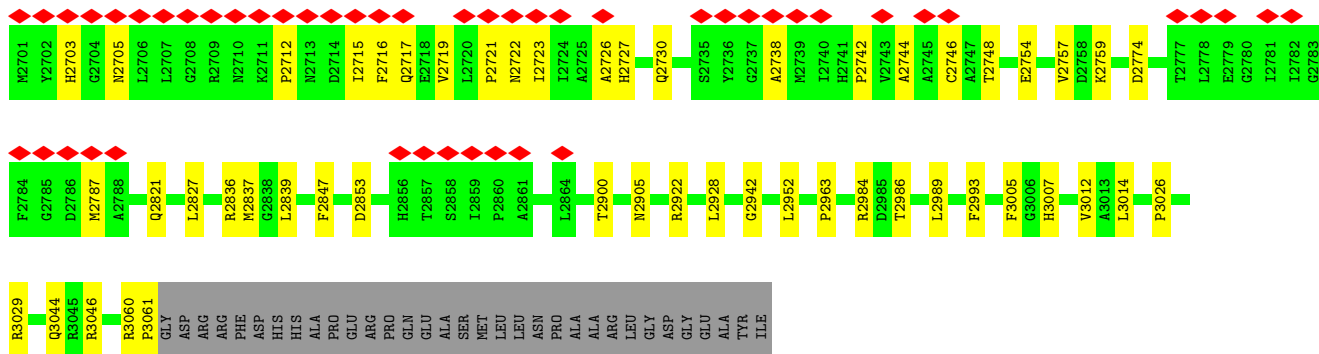 M2701 Y2702 H2703 G2704 N2705 L2706 L2707 G2708 R2709 N2710 K2711 P2712 N2713 D2714 I2715 P2716 Q2717 E2718 V2719 L2720 P2721 N2722 I2723 I2724 A2725 A2726 H2727 Q2730 S2735 Y2736 G2737 A2738 M2739 I2740 H2741 P2742 V2743 A2744 A2745 C2746 A2747 T2748 E2754 V2757 D2758 K2759 D2774 T2777 L2778 E2779 G2780 I2781 I2782 G2783
F2784 G2785 D2786 M2787 A2788 Q2821 L2827 R2836 M2837 G2838 L2839 F2847 D2853 H2856 T2857 S2858 I2859 P2860 A2861 L2864 T2900 N2905 R2922 L2928 G2942 L2952 P2963 R2984 D2985 T2986 L2989 F2993 F3005 G3006 H3007 V3012 A3013 L3014 P3026
R3029 Q3044 R3045 R3046 R3060 P3061 GLY ASP ARG ARG PHE ASP HIS HIS ALA PRO GLU ARG PRO GLN GLU ALA SER MET LEU LEU ASN PRO ALA ALA ARG LEU GLY ASP GLY GLU ALA TYR ILE